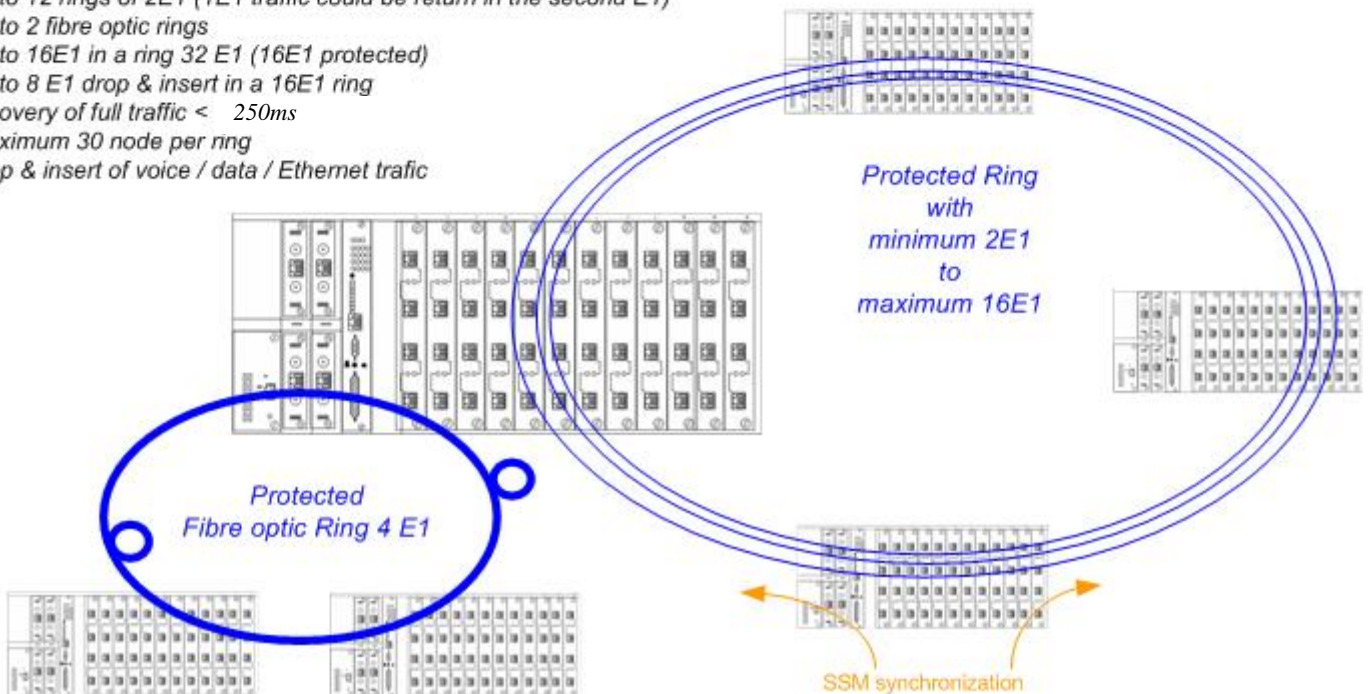 to 12 rings of 2E1 (1E1 traffic could be return in the second E1)
to 2 fibre optic rings
to 16E1 in a ring 32 E1 (16E1 protected)
to 8 E1 drop & insert in a 16E1 ring
overy of full traffic < 250ms
ximum 30 node per ring
p & insert of voice / data / Ethernet trafic
Protected Ring
with
minimum 2E1
to
maximum 16E1
Protected
Fibre optic Ring 4 E1
SSM synchronization